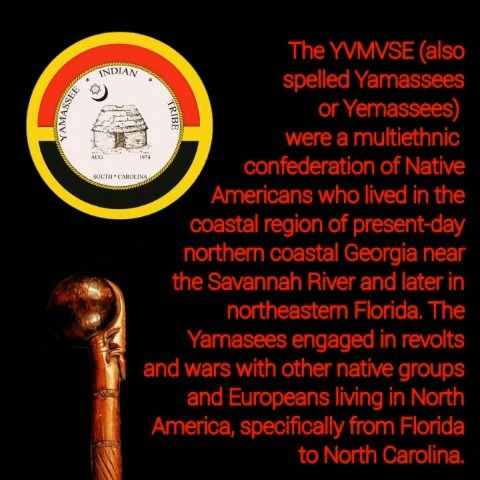 YAMASSEE * INDIAN * TRIBE
AUG 1974
SOUTH * CAROLINA
The YVMVSE (also
spelled Yamassees
or Yemassees)
were a multiethnic
confederation of Native
Americans who lived in the
coastal region of present-day
northern coastal Georgia near
the Savannah River and later in
northeastern Florida. The
Yamasees engaged in revolts
and wars with other native groups
and Europeans living in North
America, specifically from Florida
to North Carolina.